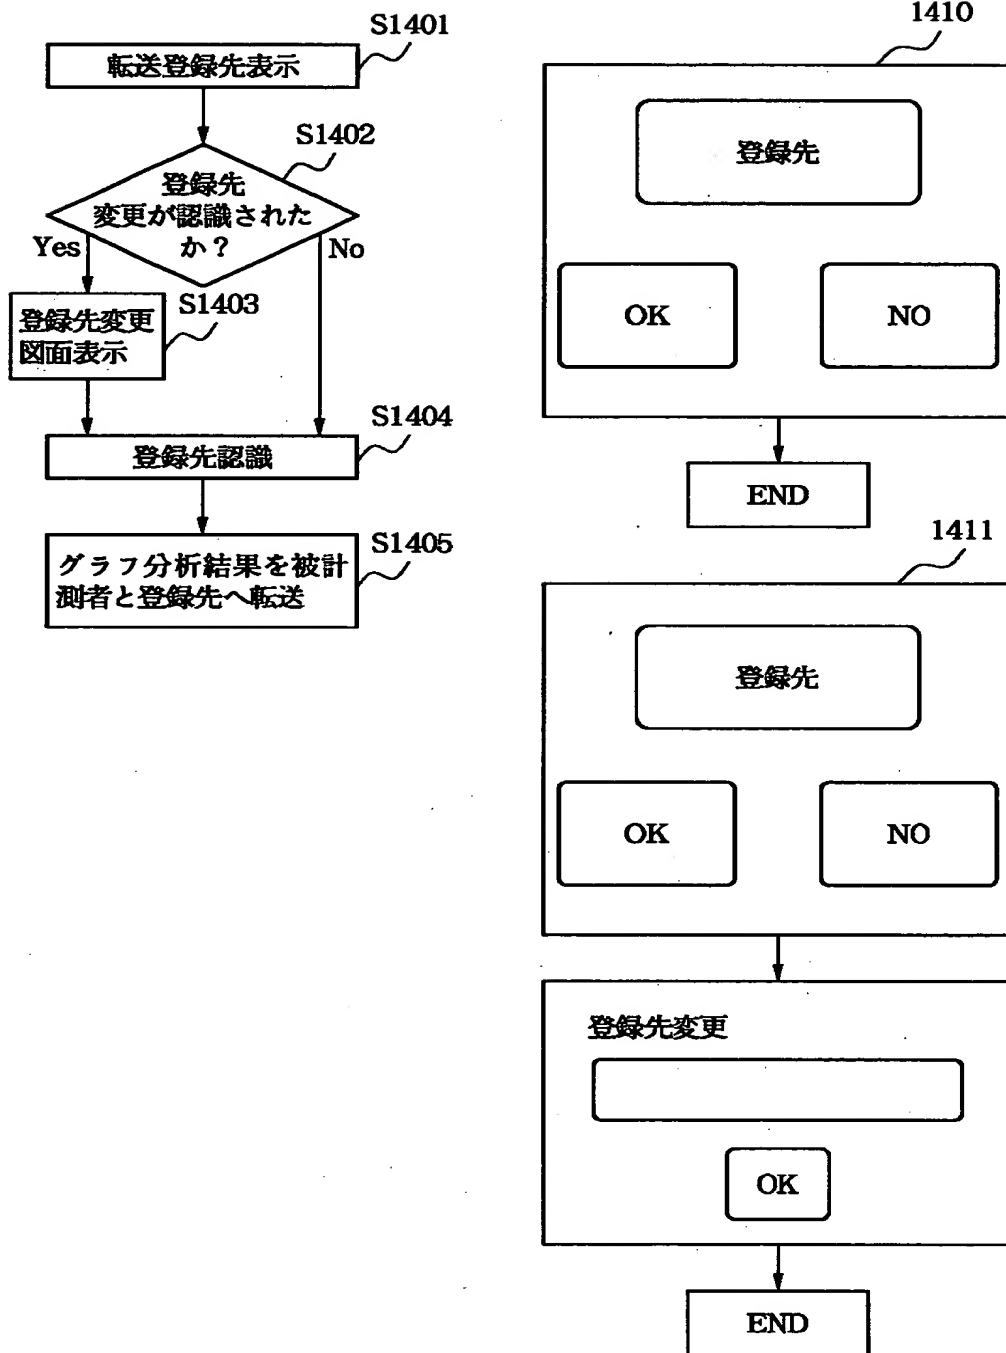 S1401
転送登録先表示
S1402
登録先
変更が認識された
か？
Yes
No
S1403
登録先変更
図面表示
S1404
登録先認識
S1405
グラフ分析結果を被計
測者と登録先へ転送
1410
登録先
OK
NO
END
1411
登録先
OK
NO
登録先変更
OK
END